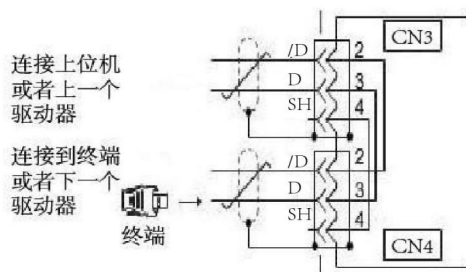 CN3
/D 2
连接上位机
或者上一个
驱动器
D 3
SH 4
连接到终端
或者下一个
驱动器
/D 2
D 3
SH 4
终端
CN4